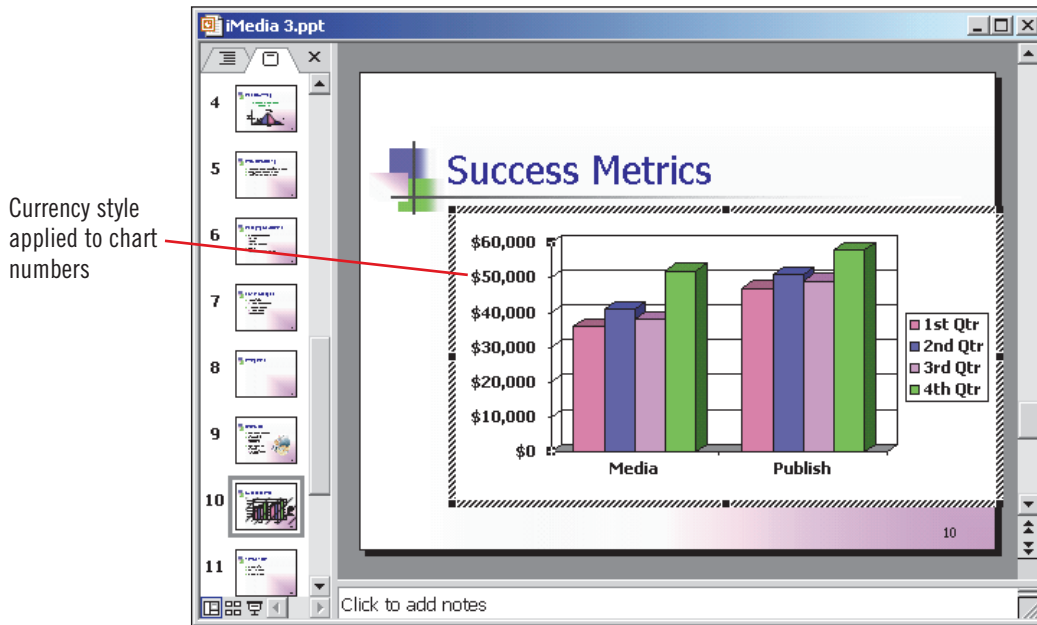 iMedia 3.ppt
4
5
6
7
8
9
10
11
Currency style
applied to chart
numbers
Success Metrics
$60,000
$50,000
$40,000
$30,000
$20,000
$10,000
$0
Media
Publish
1st Qtr
2nd Qtr
3rd Qtr
4th Qtr
10
Click to add notes